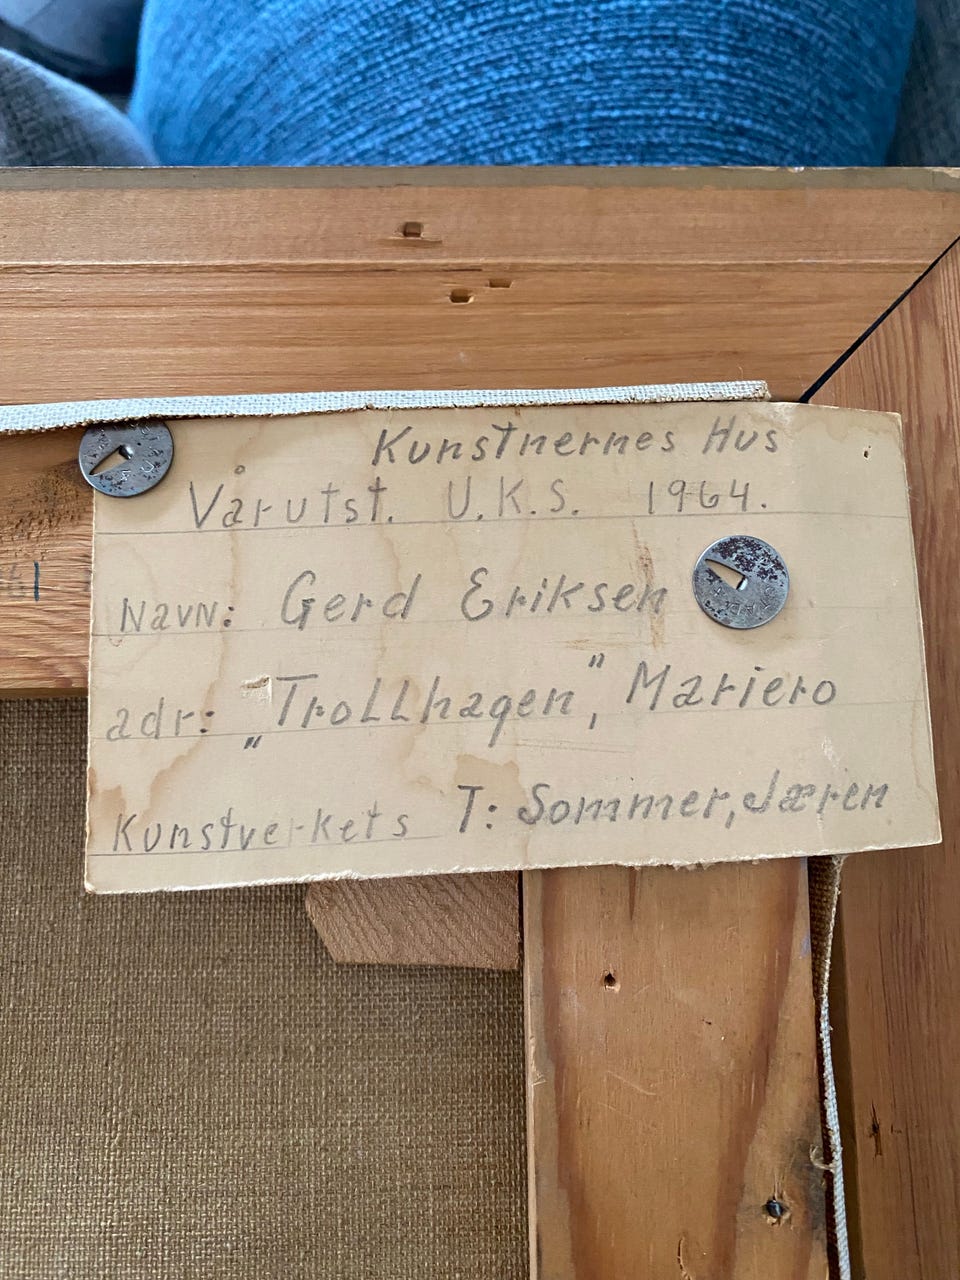 Kunstnernes Hus
Vårutst. U.K.S. 1964.
Navn: Gerd Eriksen
adr: „Trollhagen", Mariero
Kunstverkets T: Sommer, Jæren